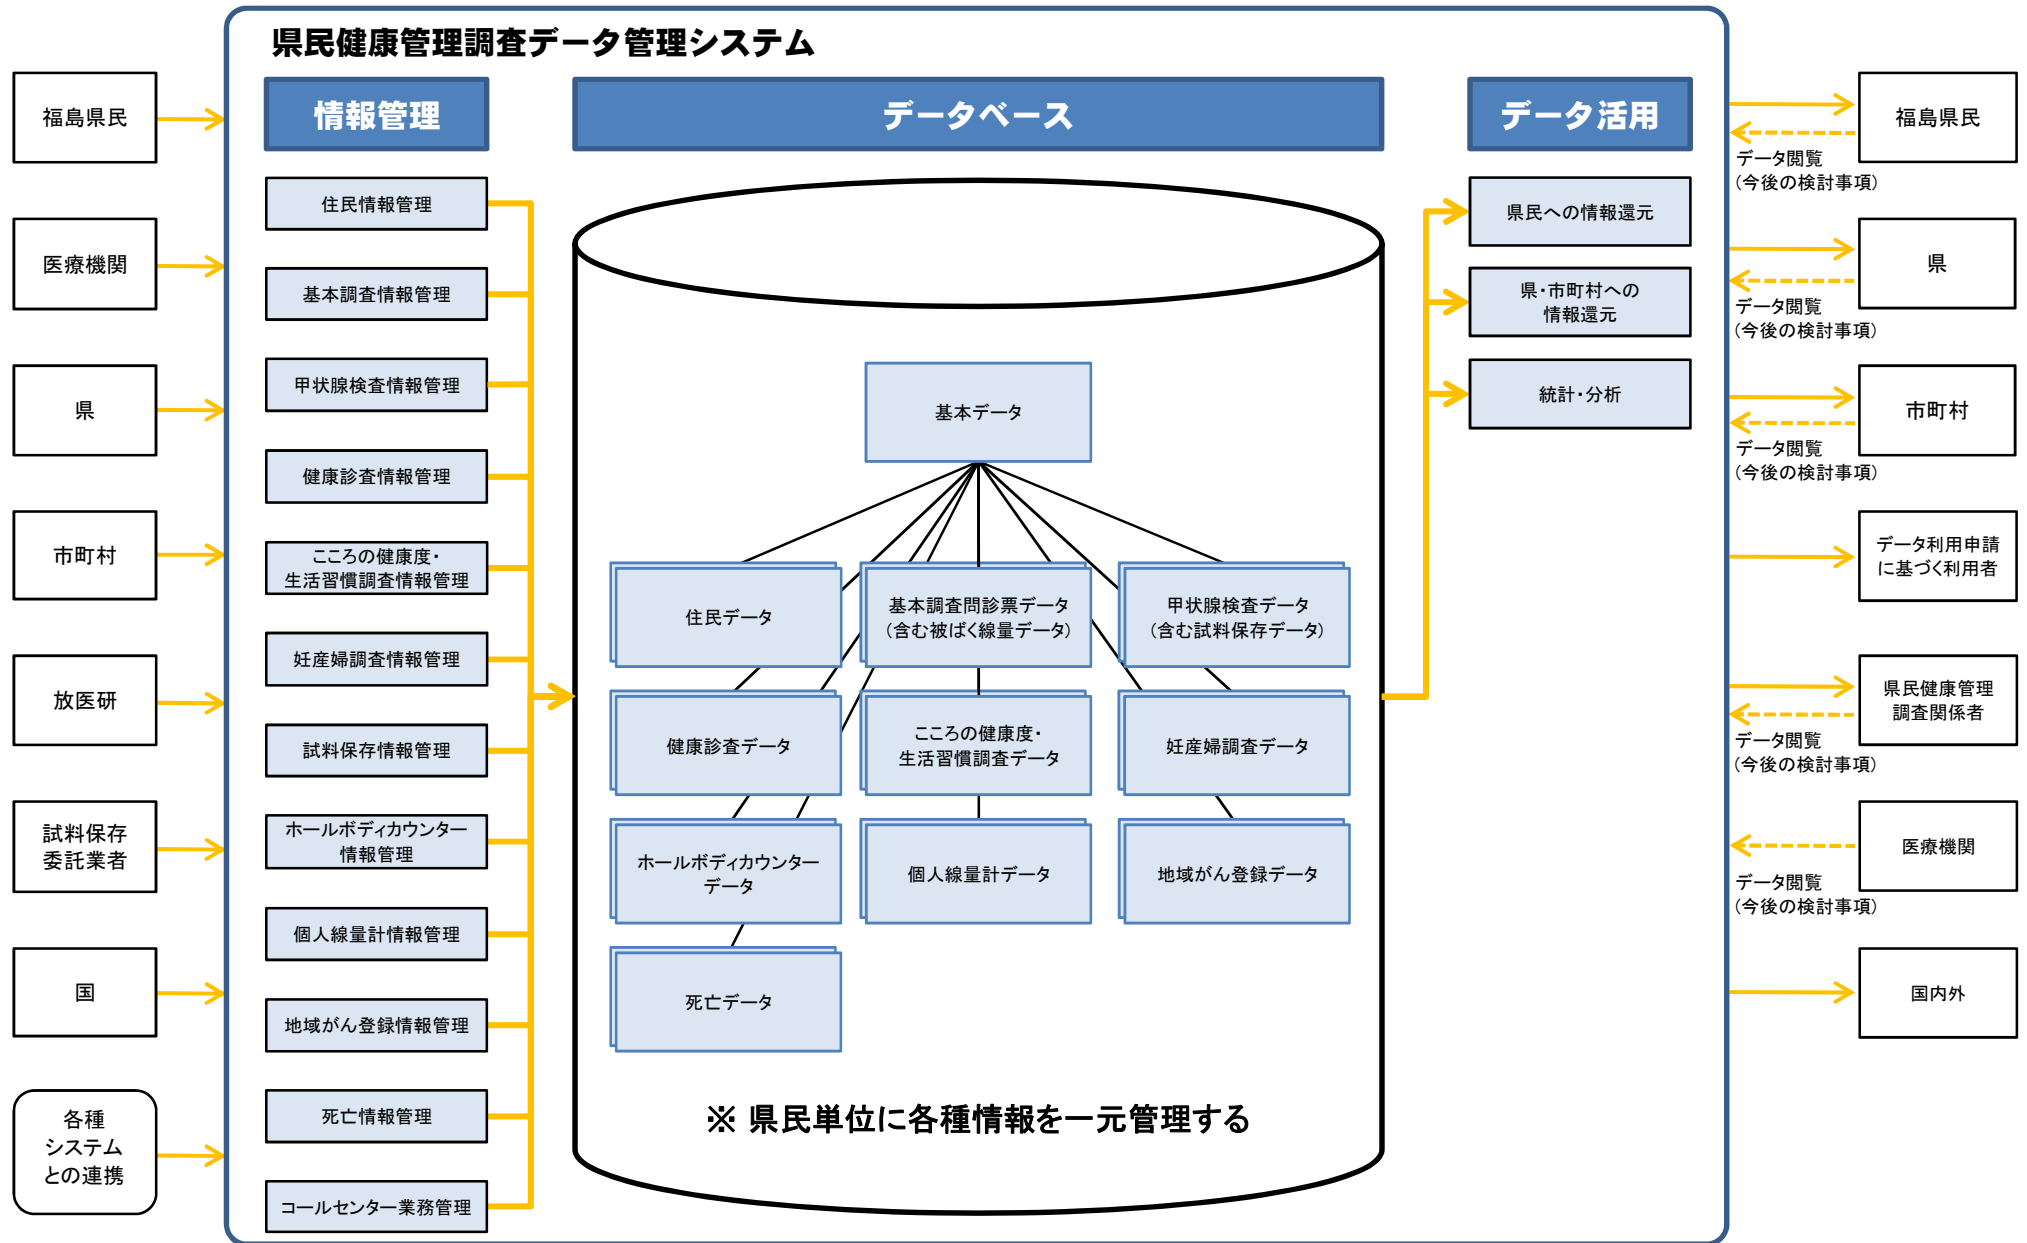 県民健康管理調査データ管理システム
福島県民
医療機関
県
市町村
放医研
試料保存
委託業者
国
各種
システム
との連携
情報管理
住民情報管理
基本調査情報管理
甲状腺検査情報管理
健康診査情報管理
こころの健康度・
生活習慣調査情報管理
妊産婦調査情報管理
試料保存情報管理
ホールボディカウンター
情報管理
個人線量計情報管理
地域がん登録情報管理
死亡情報管理
コールセンター業務管理
データベース
基本データ
住民データ
基本調査問診票データ
(含む被ばく線量データ)
甲状腺検査データ
(含む試料保存データ)
健康診査データ
こころの健康度・
生活習慣調査データ
妊産婦調査データ
ホールボディカウンター
データ
個人線量計データ
地域がん登録データ
死亡データ
※ 県民単位に各種情報を一元管理する
データ活用
県民への情報還元
県・市町村への
情報還元
統計・分析
福島県民
データ閲覧
(今後の検討事項)
県
データ閲覧
(今後の検討事項)
市町村
データ閲覧
(今後の検討事項)
データ利用申請
に基づく利用者
県民健康管理
調査関係者
データ閲覧
(今後の検討事項)
医療機関
データ閲覧
(今後の検討事項)
国内外